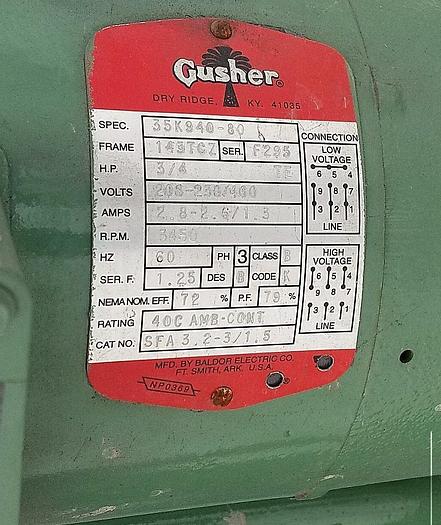 Gusher®
DRY RIDGE, KY. 41035
SPEC. 35K940-80
FRAME SER. F295
H.P. 3/4 TE
VOLTS 208-230/460
AMPS 2.8-2.6/1.3
R.P.M. 3450
HZ 60 PH 3 CLASS B
SER. F. 1.25 DES B CODE K
NEMA NOM. EFF. 72 % P.F. 79 %
RATING 40C AMB-CONT
CAT NO. SFA 3.2-3/1.5
CONNECTION
LOW
VOLTAGE
6 5 4
9 8 7
3 2 1
LINE
HIGH
VOLTAGE
6 5 4
9 8 7
3 2 1
LINE
MFD. BY BALDOR ELECTRIC CO.
FT. SMITH, ARK. U.S.A.
NP0369